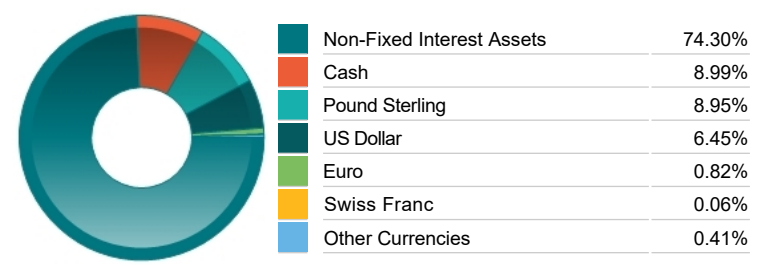 Non-Fixed Interest Assets 74.30%
Cash 8.99%
Pound Sterling 8.95%
US Dollar 6.45%
Euro 0.82%
Swiss Franc 0.06%
Other Currencies 0.41%